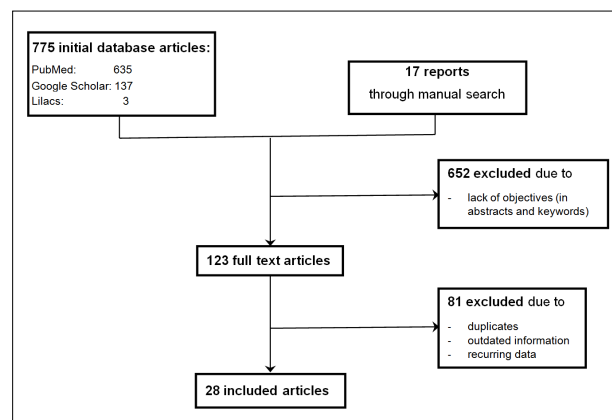 775 initial database articles:
PubMed: 635
Google Scholar: 137
Lilacs: 3
17 reports
through manual search
652 excluded due to
- lack of objectives (in
abstracts and keywords)
123 full text articles
81 excluded due to
- duplicates
- outdated information
- recurring data
28 included articles